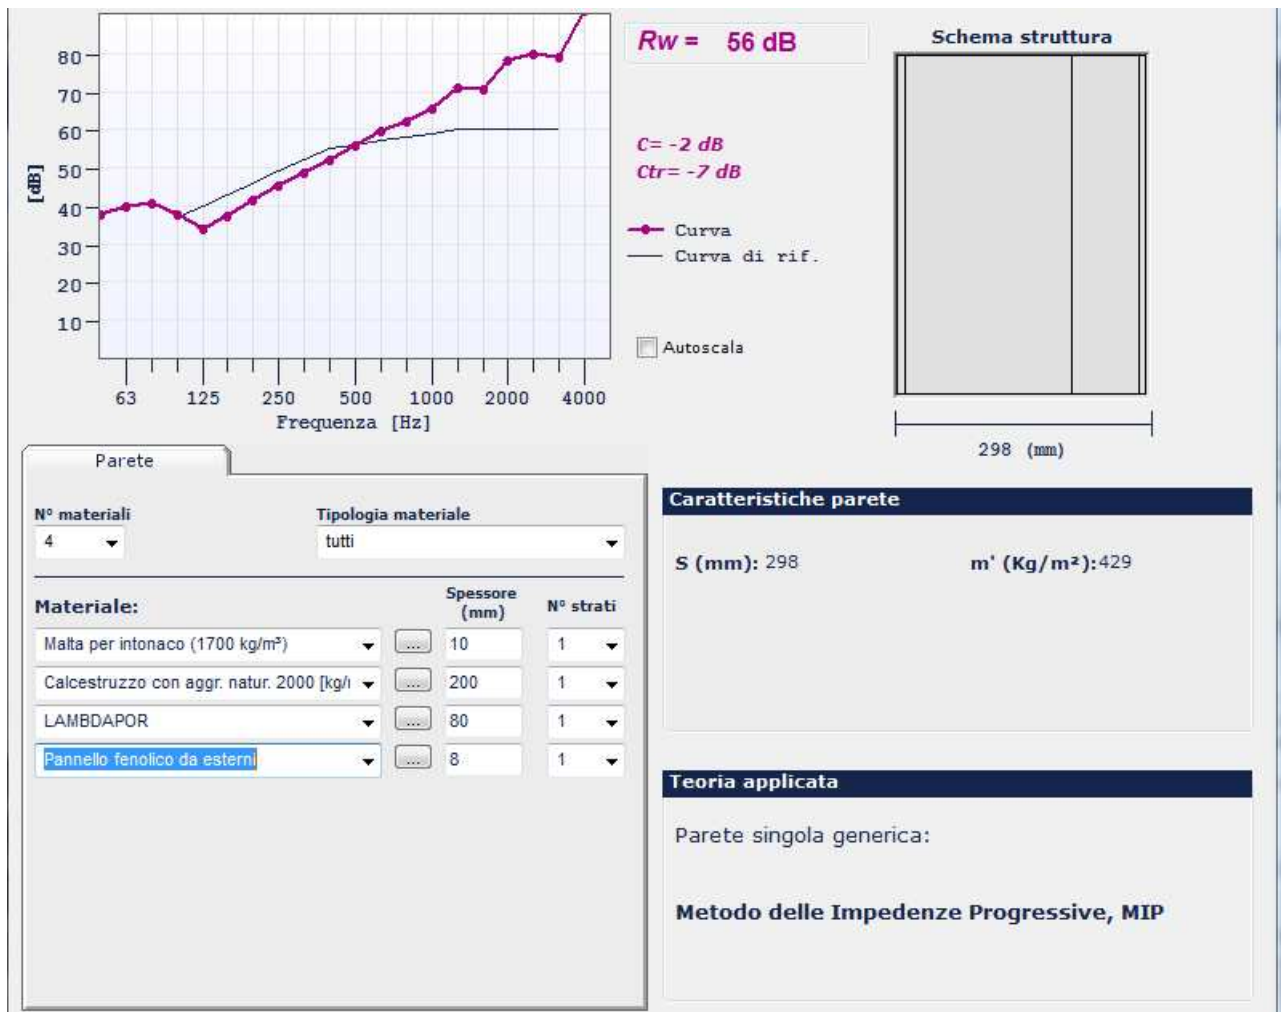 80
70
60
50
40
30
20
10
[dB]
63 125 250 500 1000 2000 4000
Frequenza [Hz]
Rw = 56 dB
C= -2 dB
Ctr= -7 dB
Curva
Curva di rif.
Autoscala
Schema struttura
298 (mm)
Parete
Nº materiali Tipologia materiale
4 tutti
Materiale: Spessore (mm) Nº strati
Malta per intonaco (1700 kg/m³) ... 10 1
Calcestruzzo con aggr. natur. 2000 [kg/ ... 200 1
LAMBDAPOR ... 80 1
Pannello fenolico da esterni ... 8 1
Caratteristiche parete
S (mm): 298 m' (Kg/m²):429
Teoria applicata
Parete singola generica:
Metodo delle Impedenze Progressive, MIP